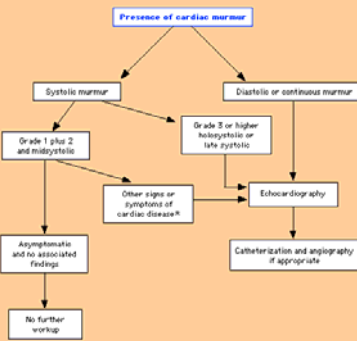 Presence of cardiac murmur
Systolic murmur
Diastolic or continuous murmur
Grade 1 plus 2
and midsystolic
Grade 3 or higher
holosystolic or
late systolic
Other signs or
symptoms of
cardiac disease*
Echocardiography
Asymptomatic
and no associated
findings
Catheterization and angiography
if appropriate
No further
workup